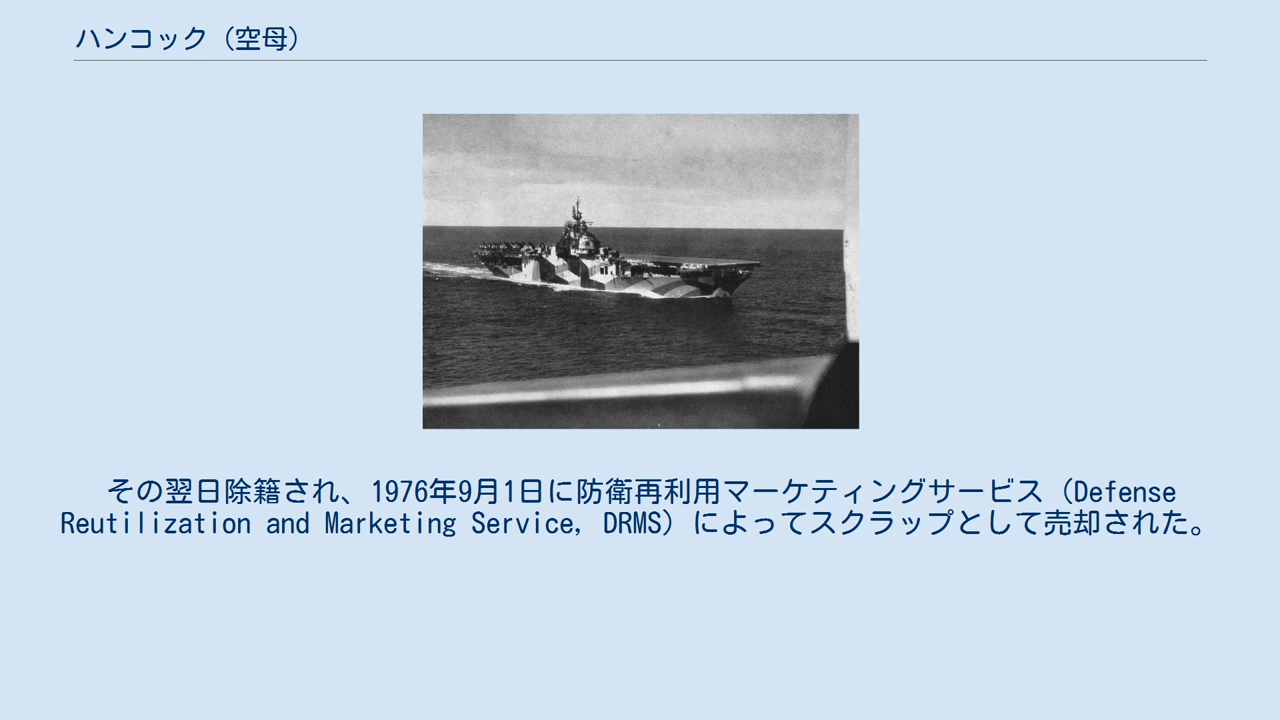 ハンコック（空母）
その翌日除籍され、1976年9月1日に防衛再利用マーケティングサービス（Defense
Reutilization and Marketing Service, DRMS）によってスクラップとして売却された。